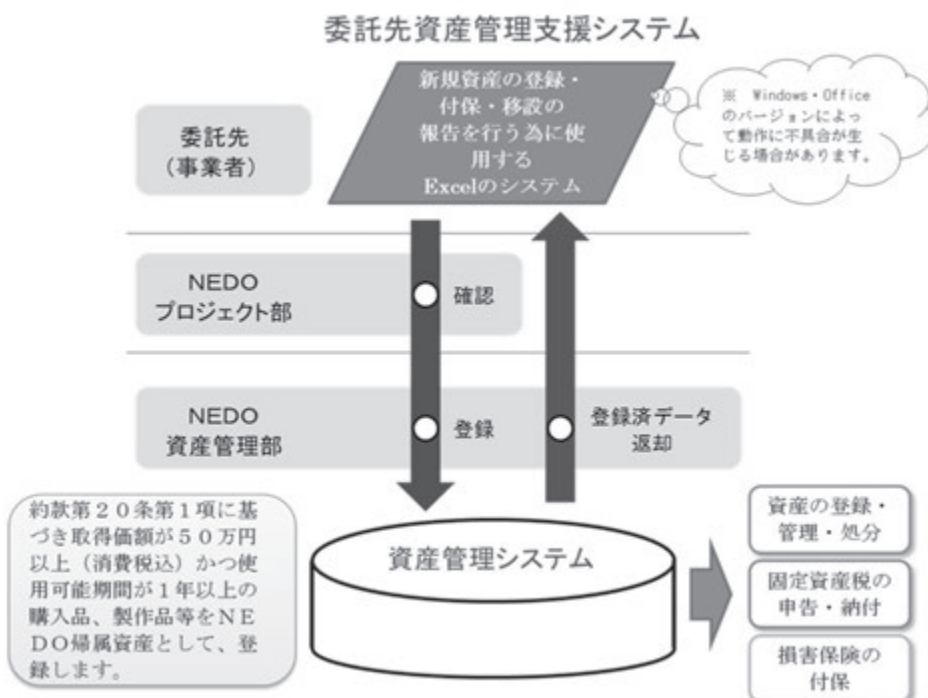 委託先資産管理支援システム
新規資産の登録・
付保・移設の
報告を行う為に使
用する
Excelのシステム
※ Windows・Office
のバージョンによっ
て動作に不具合が生
じる場合があります。
委託先
（事業者）
NEDO
プロジェクト部
確認
NEDO
資産管理部
登録
登録済データ
返却
約款第２０条第１項に基
づき取得価額が５０万円
以上（消費税込）かつ使
用可能期間が１年以上の
購入品、製作品等をＮＥ
ＤＯ帰属資産として、登
録します。
資産管理システム
資産の登録・
管理・処分
固定資産税の
申告・納付
損害保険の
付保